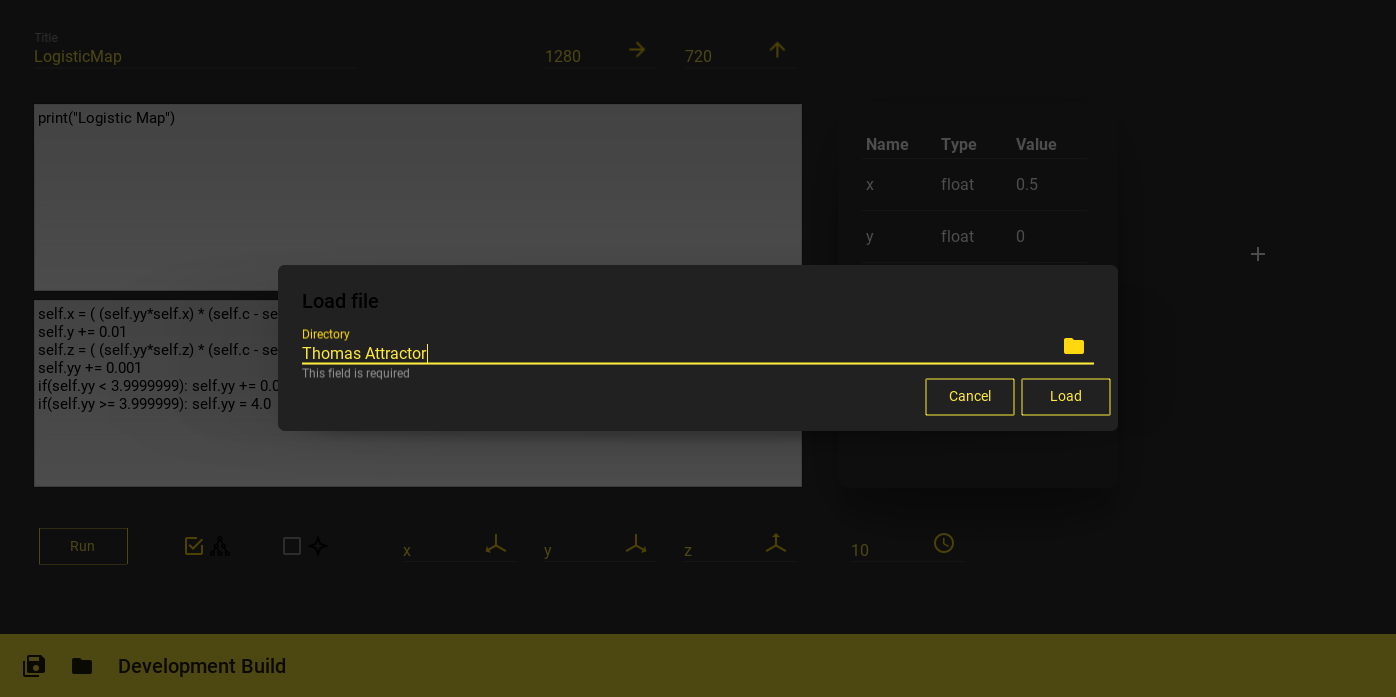 Title
LogisticMap
1280
720
print("Logistic Map")
Name Type Value
x float 0.5
y float 0
self.x = ( (self.yy*self.x) * (self.c - se
self.y += 0.01
self.z = ( (self.yy*self.z) * (self.c - se
self.yy += 0.001
if(self.yy < 3.9999999): self.yy += 0.0
if(self.yy >= 3.999999): self.yy = 4.0
Load file
Directory
Thomas Attractor
This field is required
Cancel
Load
Run
x
y
z
10
Development Build